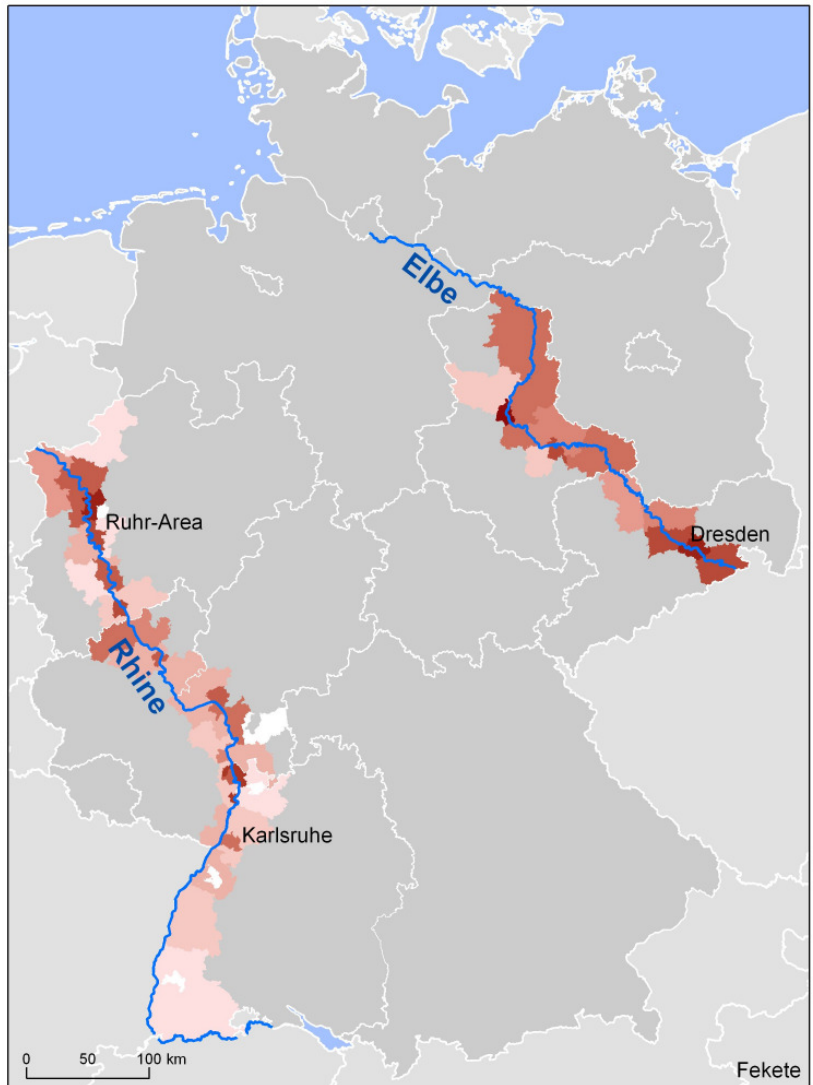 Elbe
Ruhr-Area
Dresden
Rhine
Karlsruhe
0 50 100 km
Fekete